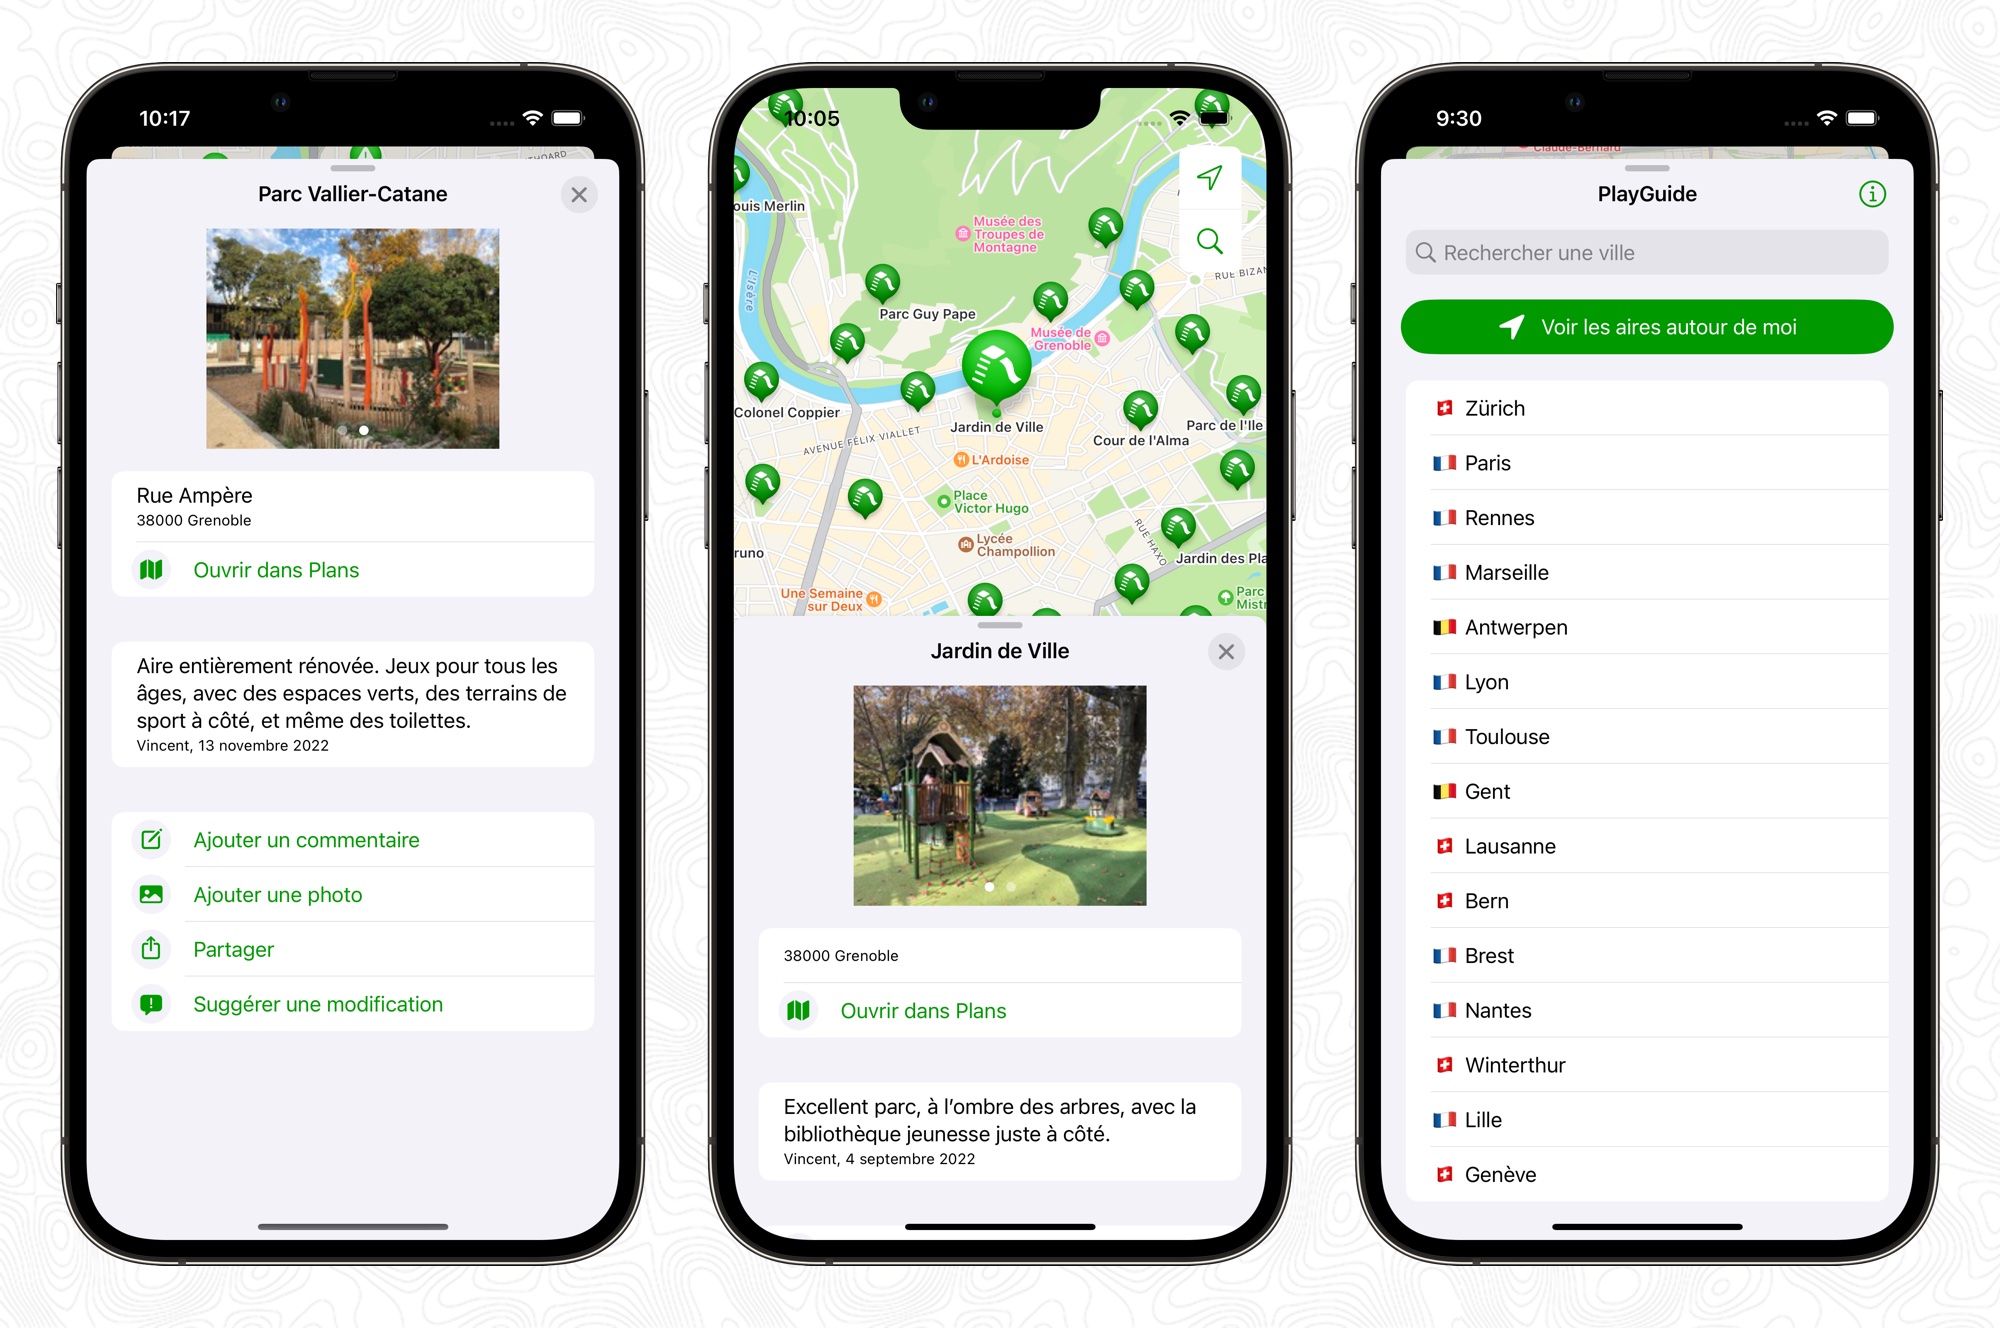 10:17
THOARD
Parc Vallier-Catane
Rue Ampère
38000 Grenoble
Ouvrir dans Plans
Aire entièrement rénovée. Jeux pour tous les
âges, avec des espaces verts, des terrains de
sport à côté, et même des toilettes.
Vincent, 13 novembre 2022
Ajouter un commentaire
Ajouter une photo
Partager
Suggérer une modification
10:05
ouis Merlin
Musée des
Troupes de
Montagne
RUE BIZAN
L'Isère
Parc Guy Pape
Musée de
Grenoble
Colonel Coppier
Jardin de Ville
Cour de l'Alma
Parc de l'Ile
AVENUE FÉLIX VIALLET
L'Ardoise
Place
Victor Hugo
Lycée
Champollion
RUE HAXO
runo
Jardin des Pla
Une Semaine
sur Deux
Parc
Mistr
Jardin de Ville
38000 Grenoble
Ouvrir dans Plans
Excellent parc, à l’ombre des arbres, avec la
bibliothèque jeunesse juste à côté.
Vincent, 4 septembre 2022
9:30
Claude-Bernard
PlayGuide
Rechercher une ville
Voir les aires autour de moi
Zürich
Paris
Rennes
Marseille
Antwerpen
Lyon
Toulouse
Gent
Lausanne
Bern
Brest
Nantes
Winterthur
Lille
Genève